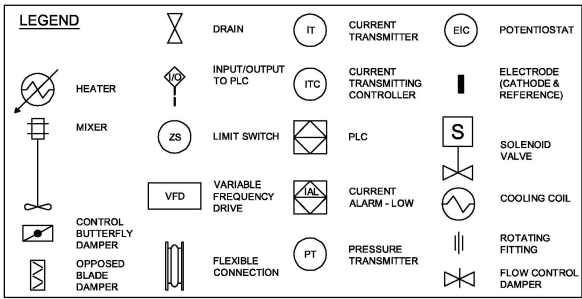 LEGEND
HEATER
MIXER
CONTROL
BUTTERFLY
DAMPER
OPPOSED
BLADE
DAMPER
DRAIN
I/O
INPUT/OUTPUT
TO PLC
ZS
LIMIT SWITCH
VFD
VARIABLE
FREQUENCY
DRIVE
FLEXIBLE
CONNECTION
IT
CURRENT
TRANSMITTER
ITC
CURRENT
TRANSMITTING
CONTROLLER
PLC
IAL
CURRENT
ALARM - LOW
PT
PRESSURE
TRANSMITTER
EIC
POTENTIOSTAT
ELECTRODE
(CATHODE &
REFERENCE)
S
SOLENOID
VALVE
COOLING COIL
ROTATING
FITTING
FLOW CONTROL
DAMPER